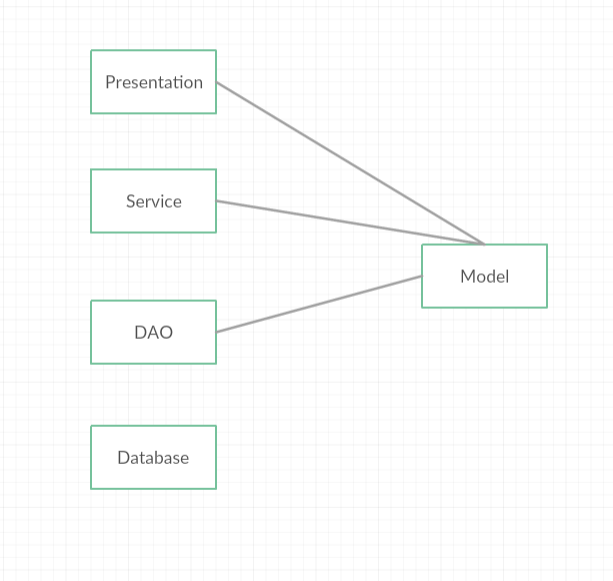 Presentation
Service
Model
DAO
Database